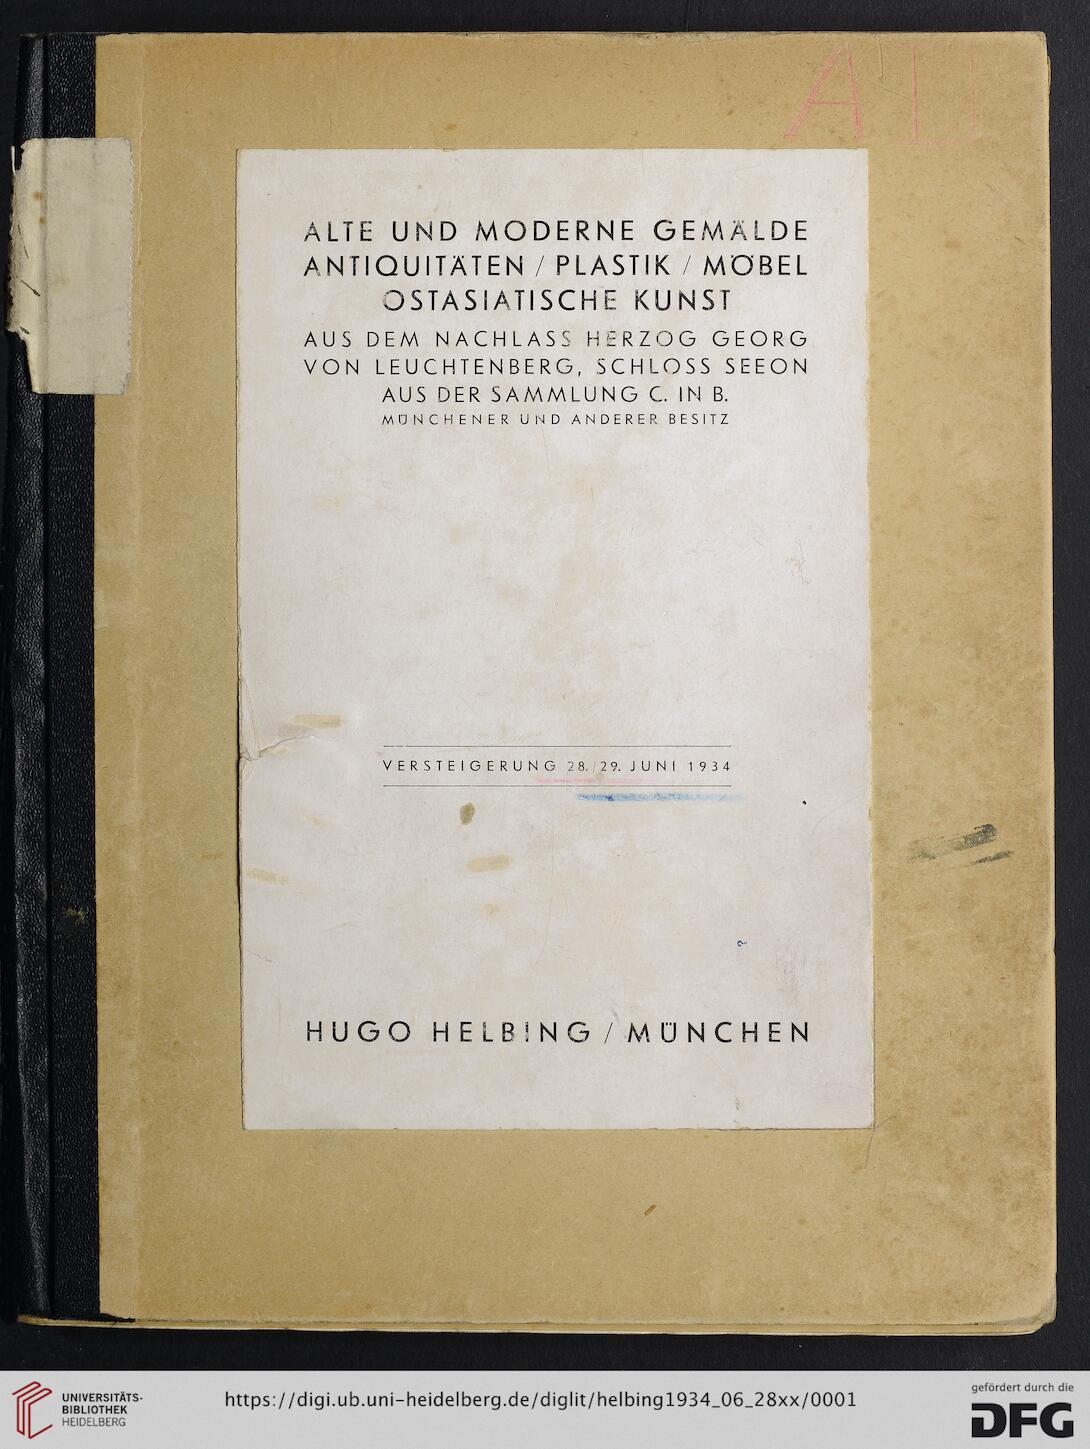 ALTE UND MODERNE GEMÄLDE
ANTIQUITÄTEN / PLASTIK / MÖBEL
OSTASIATISCHE KUNST
AUS DEM NACHLASS HERZOG GEORG
VON LEUCHTENBERG, SCHLOSS SEEON
AUS DER SAMMLUNG C. IN B.
MÜNCHENER UND ANDERER BESITZ
VERSTEIGERUNG 28./29. JUNI 1934
HUGO HELBING / MÜNCHEN
UNIVERSITÄTS-
BIBLIOTHEK
HEIDELBERG
https://digi.ub.uni-heidelberg.de/diglit/helbing1934_06_28xx/0001
gefördert durch die
DFG